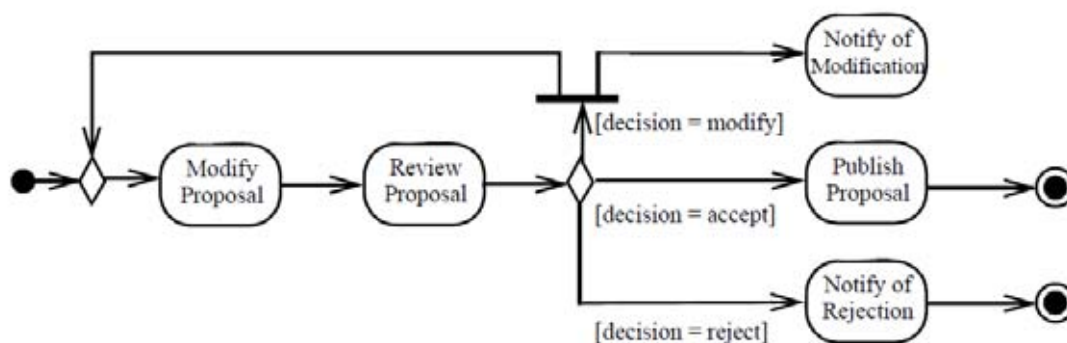 Notify of
Modification
[decision = modify]
Modify
Proposal
Review
Proposal
Publish
Proposal
[decision = accept]
Notify of
Rejection
[decision = reject]